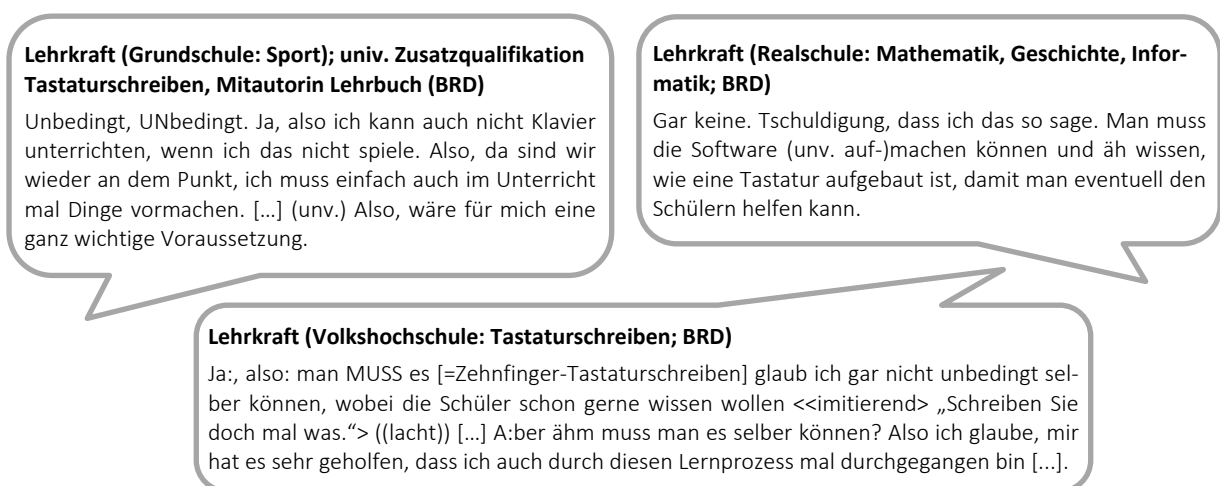 Lehrkraft (Grundschule: Sport); univ. Zusatzqualifikation
Tastaturschreiben, Mitautorin Lehrbuch (BRD)
Unbedingt, UNbedingt. Ja, also ich kann auch nicht Klavier
unterrichten, wenn ich das nicht spiele. Also, da sind wir
wieder an dem Punkt, ich muss einfach auch im Unterricht
mal Dinge vormachen. […] (unv.) Also, wäre für mich eine
ganz wichtige Voraussetzung.
Lehrkraft (Realschule: Mathematik, Geschichte, Infor-
matik; BRD)
Gar keine. Tschuldigung, dass ich das so sage. Man muss
die Software (unv. auf-)machen können und äh wissen,
wie eine Tastatur aufgebaut ist, damit man eventuell den
Schülern helfen kann.
Lehrkraft (Volkshochschule: Tastaturschreiben; BRD)
Ja:, also: man MUSS es [=Zehnfinger-Tastaturschreiben] glaub ich gar nicht unbedingt sel-
ber können, wobei die Schüler schon gerne wissen wollen <<imitierend> „Schreiben Sie
doch mal was.“> ((lacht)) […] A:ber ähm muss man es selber können? Also ich glaube, mir
hat es sehr geholfen, dass ich auch durch diesen Lernprozess mal durchgegangen bin [...].